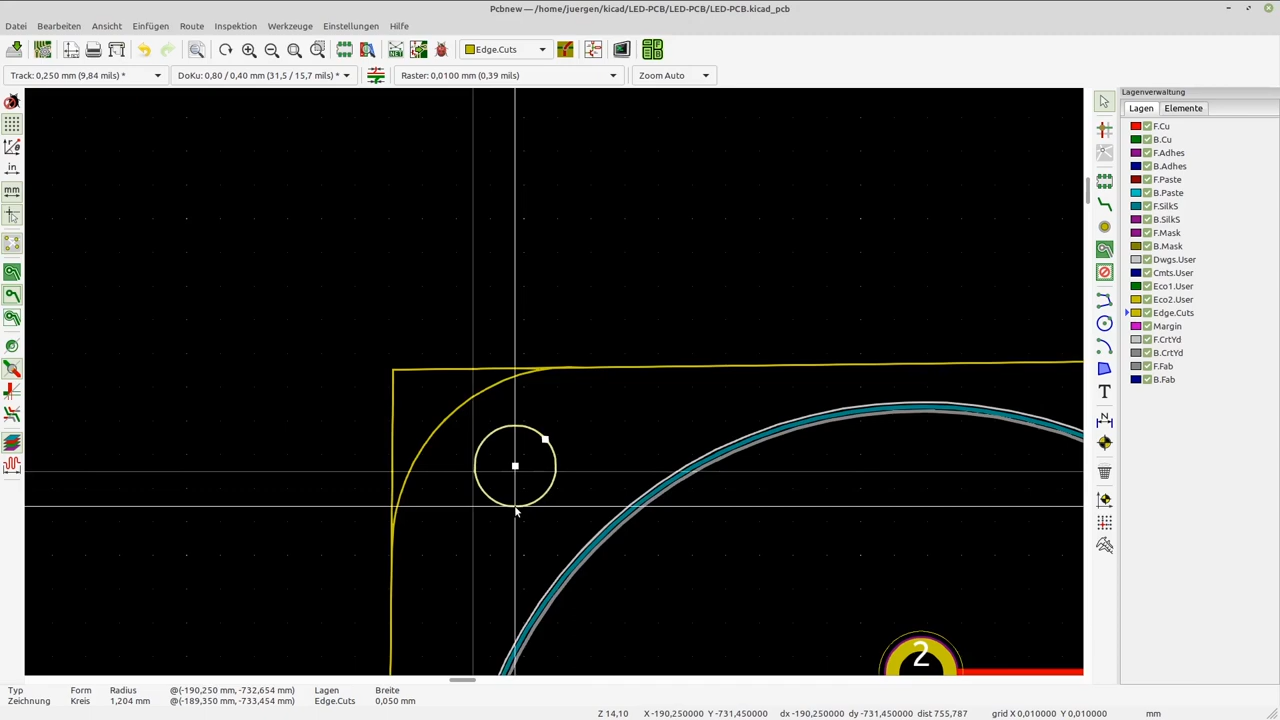 Pcbnew — /home/juergen/kicad/LED-PCB/LED-PCB/LED-PCB.kicad_pcb
Datei Bearbeiten Ansicht Einfügen Route Inspektion Werkzeuge Einstellungen Hilfe
NET Edge.Cuts
Track: 0,250 mm (9,84 mils) * DoKu: 0,80 / 0,40 mm (31,5 / 15,7 mils) * Raster: 0,0100 mm (0,39 mils) Zoom Auto
Lagenverwaltung
Lagen Elemente
F.Cu
B.Cu
F.Adhes
B.Adhes
F.Paste
B.Paste
F.SilkS
B.SilkS
F.Mask
B.Mask
Dwgs.User
Cmts.User
Eco1.User
Eco2.User
Edge.Cuts
Margin
F.CrtYd
B.CrtYd
F.Fab
B.Fab
in
mm
T
N
2
Typ Form Radius @(-190,250 mm, -732,654 mm) Lagen Breite
Zeichnung Kreis 1,204 mm @(-189,350 mm, -733,454 mm) Edge.Cuts 0,050 mm
Z 14,10 X -190,250000 Y -731,450000 dx -190,250000 dy -731,450000 dist 755,787 grid X 0,010000 Y 0,010000 mm